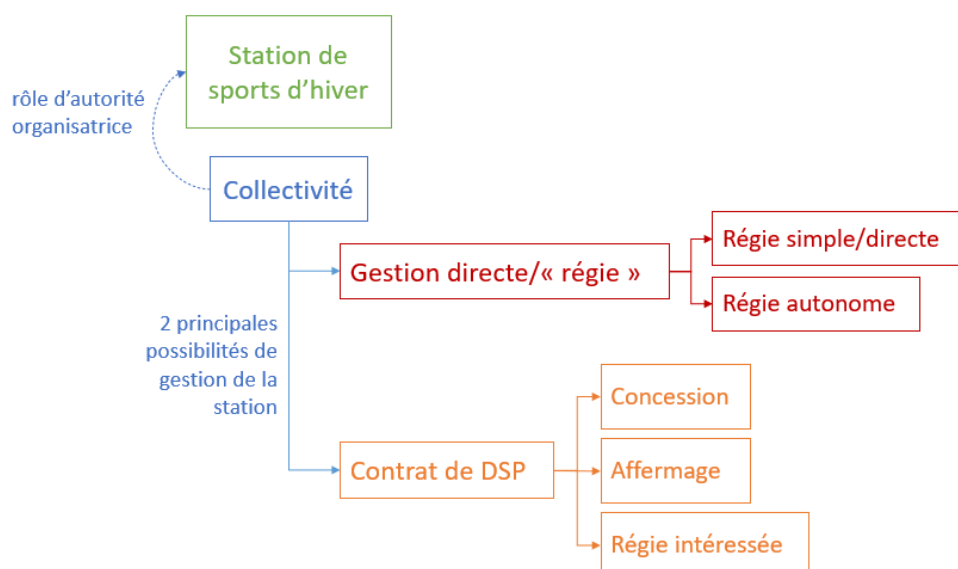 Station de
sports d’hiver
rôle d’autorité
organisatrice
Collectivité
Régie simple/directe
Gestion directe/« régie »
Régie autonome
2 principales
possibilités de
gestion de la
station
Concession
Contrat de DSP
Affermage
Régie intéressée